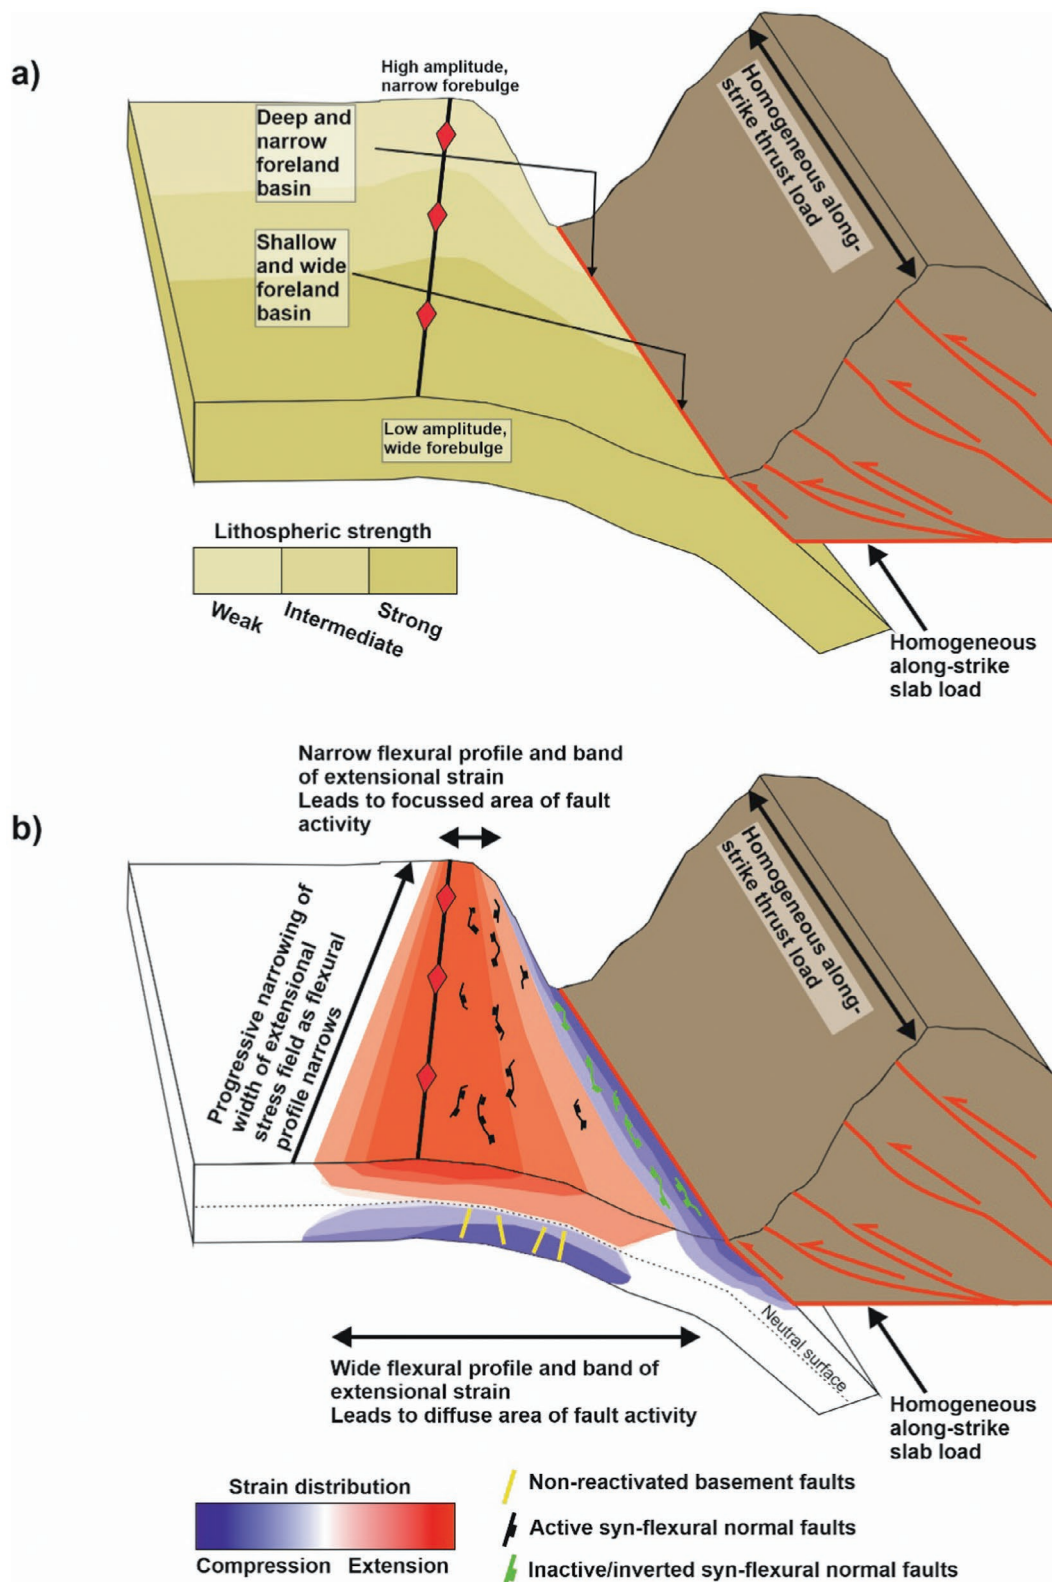 a)
High amplitude,
narrow forebulge
Deep and
narrow
foreland
basin
Shallow
and wide
foreland
basin
Homogeneous along-
strike thrust load
Low amplitude,
wide forebulge
Lithospheric strength
Weak
Intermediate
Strong
Homogeneous
along-strike
slab load
b)
Narrow flexural profile and band
of extensional strain
Leads to focussed area of fault
activity
Homogeneous along-
strike thrust load
Progressive narrowing of
width of extensional
stress field as flexural
profile narrows
Neutral surface
Wide flexural profile and band of
extensional strain
Leads to diffuse area of fault activity
Homogeneous
along-strike
slab load
Strain distribution
Compression Extension
Non-reactivated basement faults
Active syn-flexural normal faults
Inactive/inverted syn-flexural normal faults